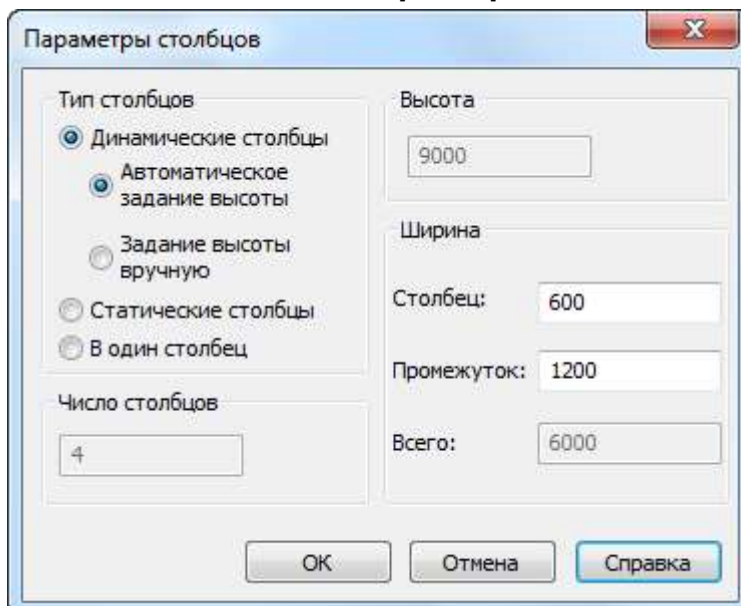 Параметры столбцов
Тип столбцов
Динамические столбцы
Автоматическое
задание высоты
Задание высоты
вручную
Статические столбцы
В один столбец
Число столбцов
4
Высота
9000
Ширина
Столбец: 600
Промежуток: 1200
Всего: 6000
ОК Отмена Справка